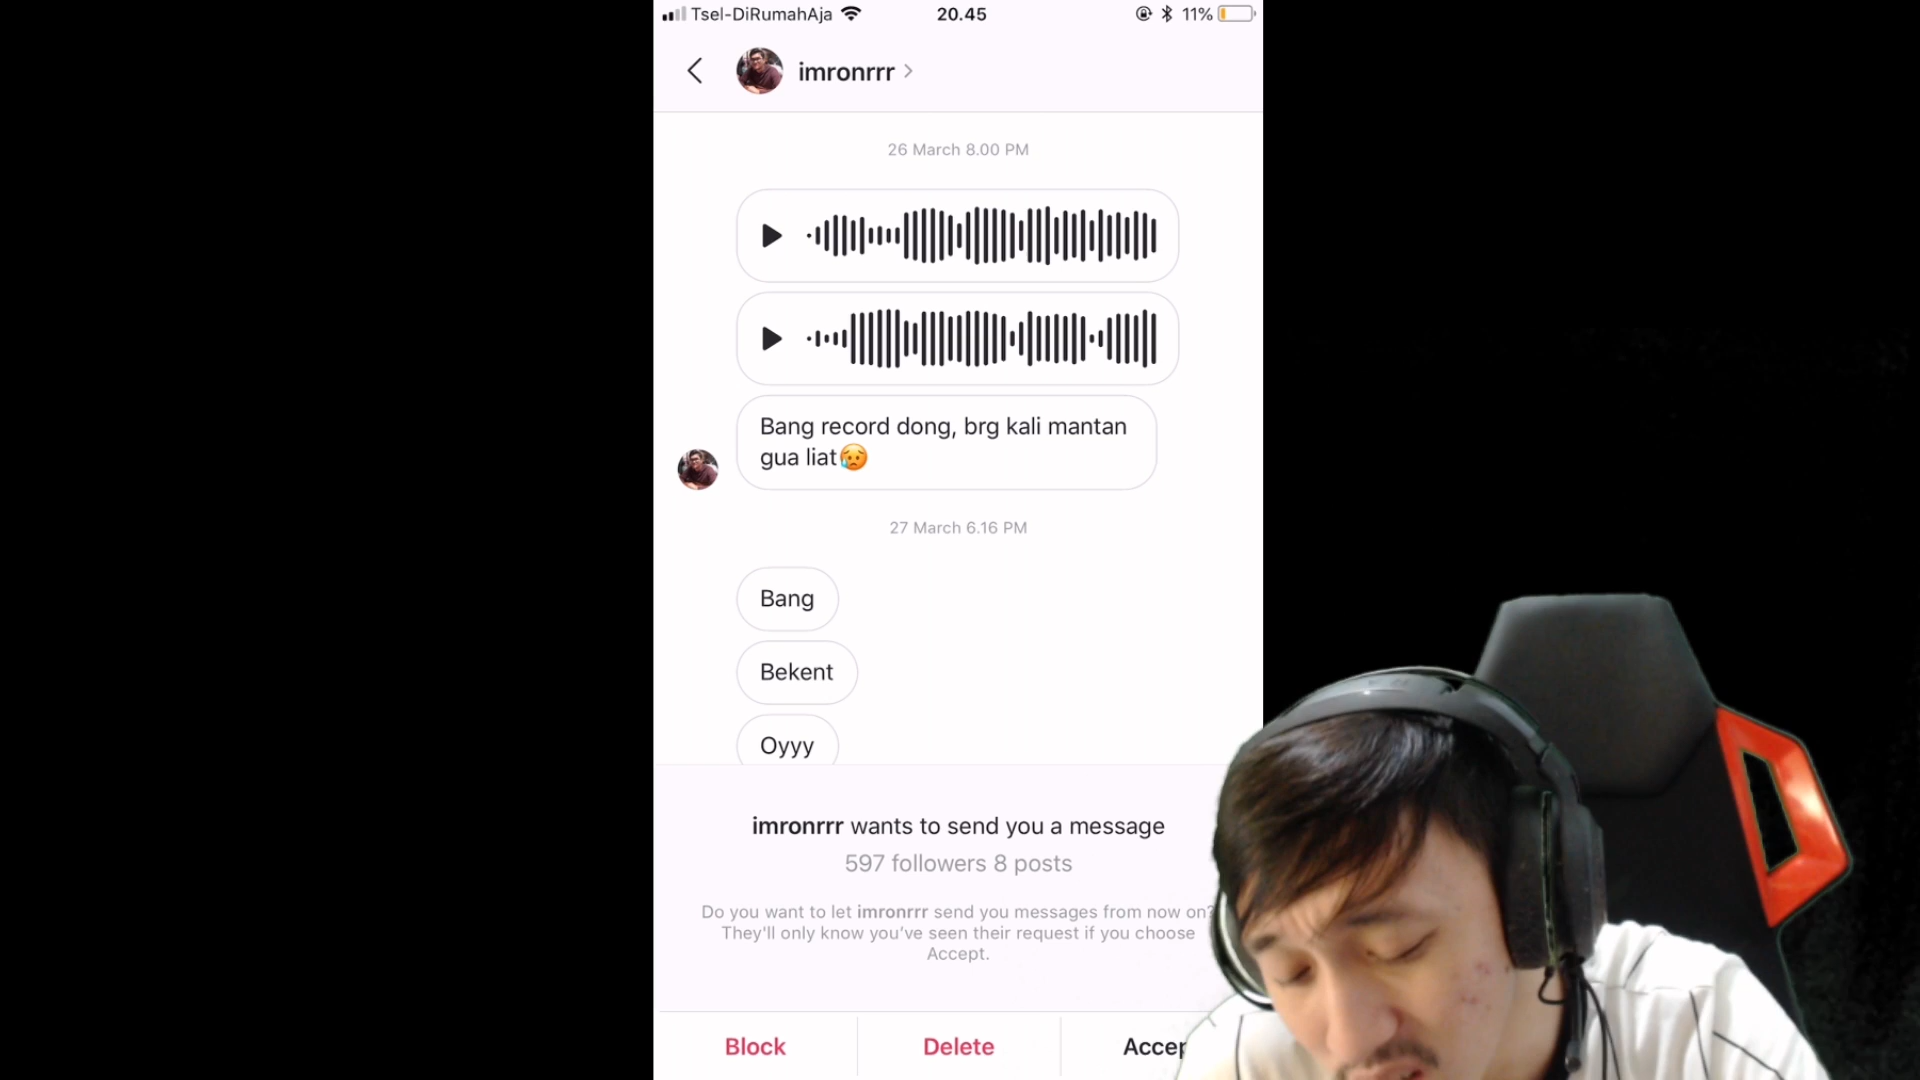 Tsel-DiRumahAja 20.45 11%
imronrrr
26 March 8.00 PM
Bang record dong, brg kali mantan
gua liat😥
27 March 6.16 PM
Bang
Bekent
Oyyy
imronrrr wants to send you a message
597 followers 8 posts
Do you want to let imronrrr send you messages from now on?
They'll only know you've seen their request if you choose
Accept.
Block Delete Accep